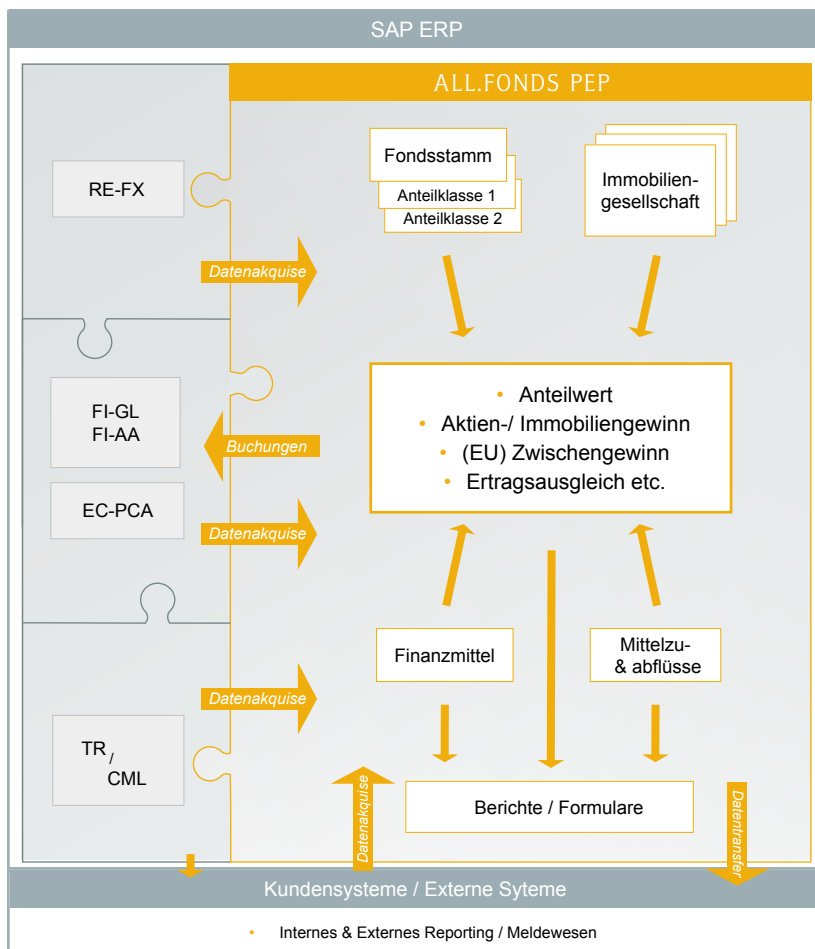 SAP ERP
ALL.FONDS PEP
RE-FX
Fondsstamm
Anteilklasse 1
Anteilklasse 2
Immobilien-
gesellschaft
Datenakquise
FI-GL
FI-AA
Buchungen
EC-PCA
Datenakquise
• Anteilwert
• Aktien-/ Immobiliengewinn
• (EU) Zwischengewinn
• Ertragsausgleich etc.
Finanzmittel
Mittelzu-
& abflüsse
Datenakquise
TR /
CML
Datenakquise
Berichte / Formulare
Datentransfer
Kundensysteme / Externe Syteme
• Internes & Externes Reporting / Meldewesen